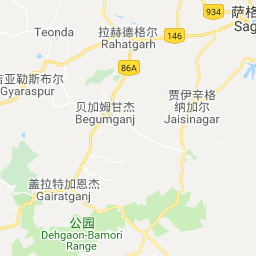 934
萨格
Sag
Teonda
拉赫德格尔
Rahatgarh
146
吉亚勒斯布尔
Gyaraspur
86A
贝加姆甘杰
Begumganj
贾伊辛格
纳加尔
Jaisinagar
盖拉特加恩杰
Gairatganj
公园
Dehgaon-Bamori
Range